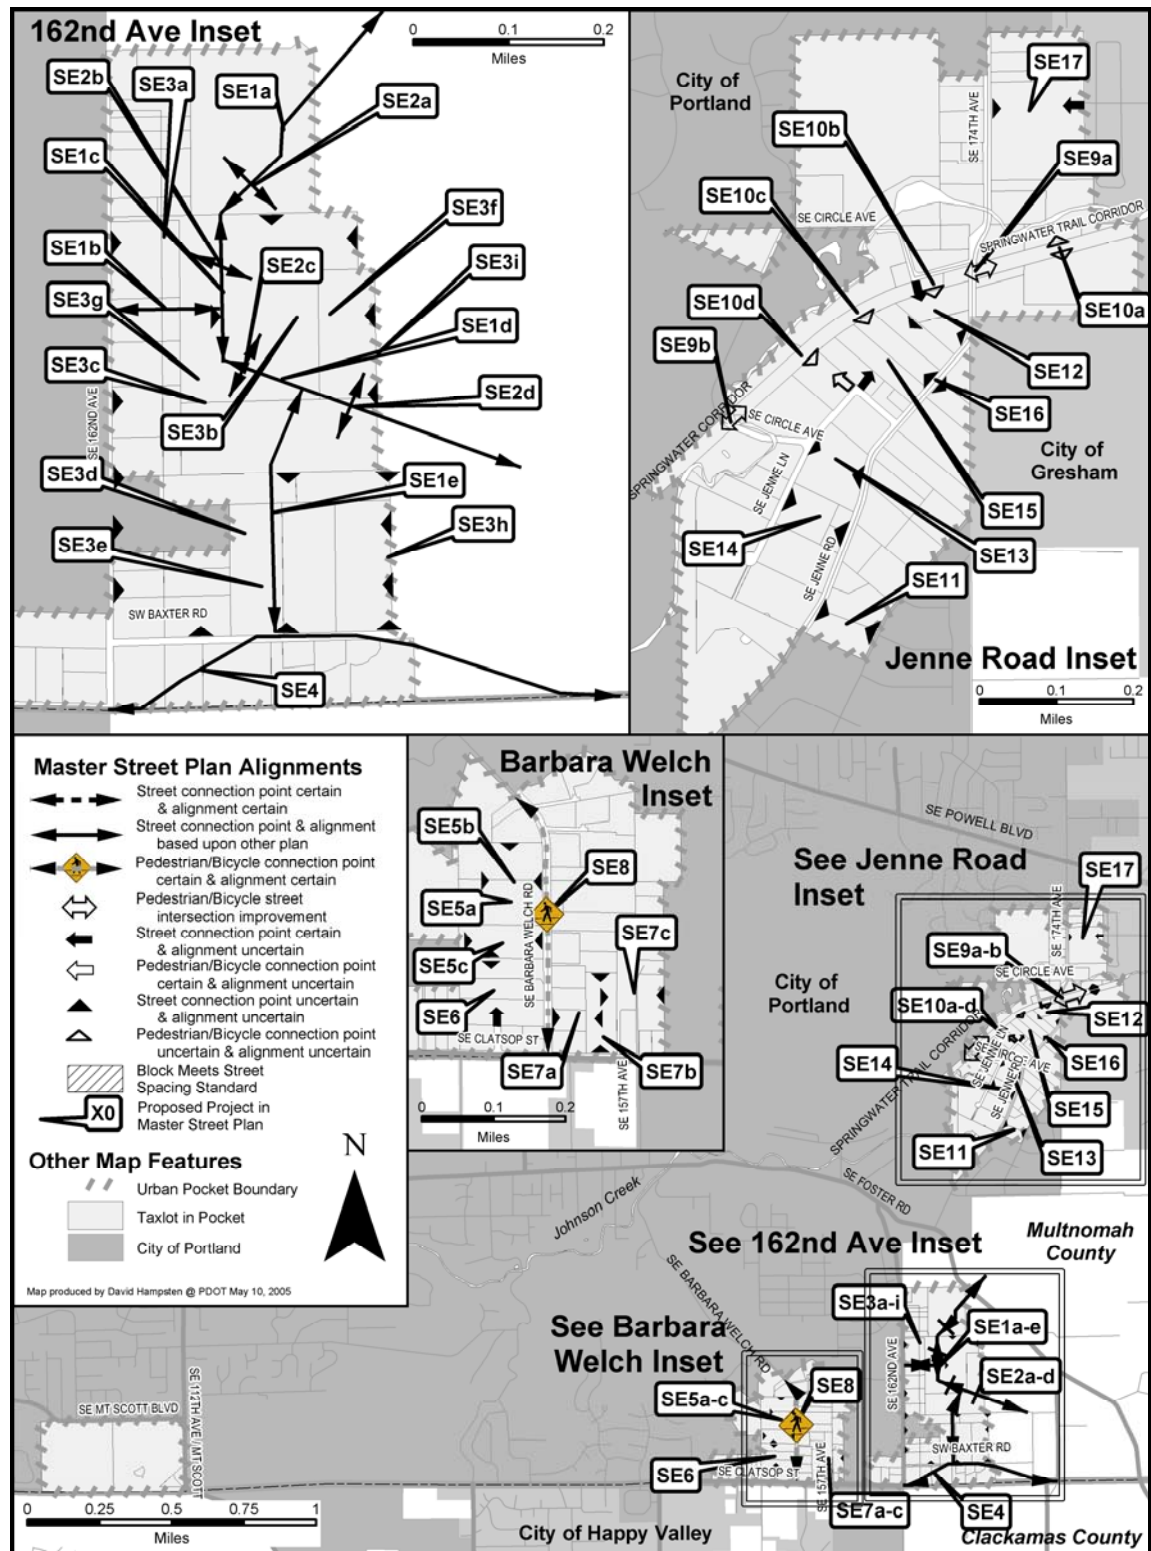 162nd Ave Inset
0 0.1 0.2
Miles
SE2b
SE3a
SE1a
SE2a
SE1c
SE3f
SE1b
SE2c
SE3i
SE3g
SE1d
SE3c
SE2d
SE3b
SE 162ND AVE
SE3d
SE1e
SE3h
SE3e
SW BAXTER RD
SE4
City of
Portland
SE17
SE 174TH AVE
SE10b
SE9a
SE10c
SE CIRCLE AVE
SPRINGWATER TRAIL CORRIDOR
SE10d
SE10a
SE9b
SE12
SPRINGWATER CORRIDOR
SE CIRCLE AVE
SE16
City of
Gresham
SE JENNE LN
SE15
SE14
SE13
SE JENNE RD
SE11
Jenne Road Inset
0 0.1 0.2
Miles
Master Street Plan Alignments
Street connection point certain
& alignment certain
Street connection point & alignment
based upon other plan
Pedestrian/Bicycle connection point
certain & alignment certain
Pedestrian/Bicycle street
intersection improvement
Street connection point certain
& alignment uncertain
Pedestrian/Bicycle connection point
certain & alignment uncertain
Street connection point uncertain
& alignment uncertain
Pedestrian/Bicycle connection point
uncertain & alignment uncertain
Block Meets Street
Spacing Standard
X0
Proposed Project in
Master Street Plan
Other Map Features
Urban Pocket Boundary
Taxlot in Pocket
City of Portland
N
Map produced by David Hampsten @ PDOT May 10, 2005
Barbara Welch
Inset
SE5b
SE8
SE5a
SE BARBARA WELCH RD
SE7c
SE5c
SE6
SE CLATSOP ST
SE7a
SE7b
SE 157TH AVE
0 0.1 0.2
Miles
SE POWELL BLVD
See Jenne Road
Inset
SE17
SE 174TH AVE
SE9a-b
SE CIRCLE AVE
City of
Portland
SE10a-d
SE12
SE JENNE LN
SE CIRCLE AVE
SE14
SE16
SE JENNE RD
SPRINGWATER TRAIL CORRIDOR
SE15
SE11
SE13
SE FOSTER RD
Johnson Creek
Multnomah
County
See 162nd Ave Inset
SE BARBARA WELCH RD
SE3a-i
SE1a-e
See Barbara
Welch Inset
SE 162ND AVE
SE2a-d
SE8
SE5a-c
SW BAXTER RD
SE6
SE CLATSOP ST
SE 157TH AVE
SE7a-c
SE4
SE MT SCOTT BLVD
SE 112TH AVE / MT SCOTT
0 0.25 0.5 0.75 1
Miles
City of Happy Valley
Clackamas County